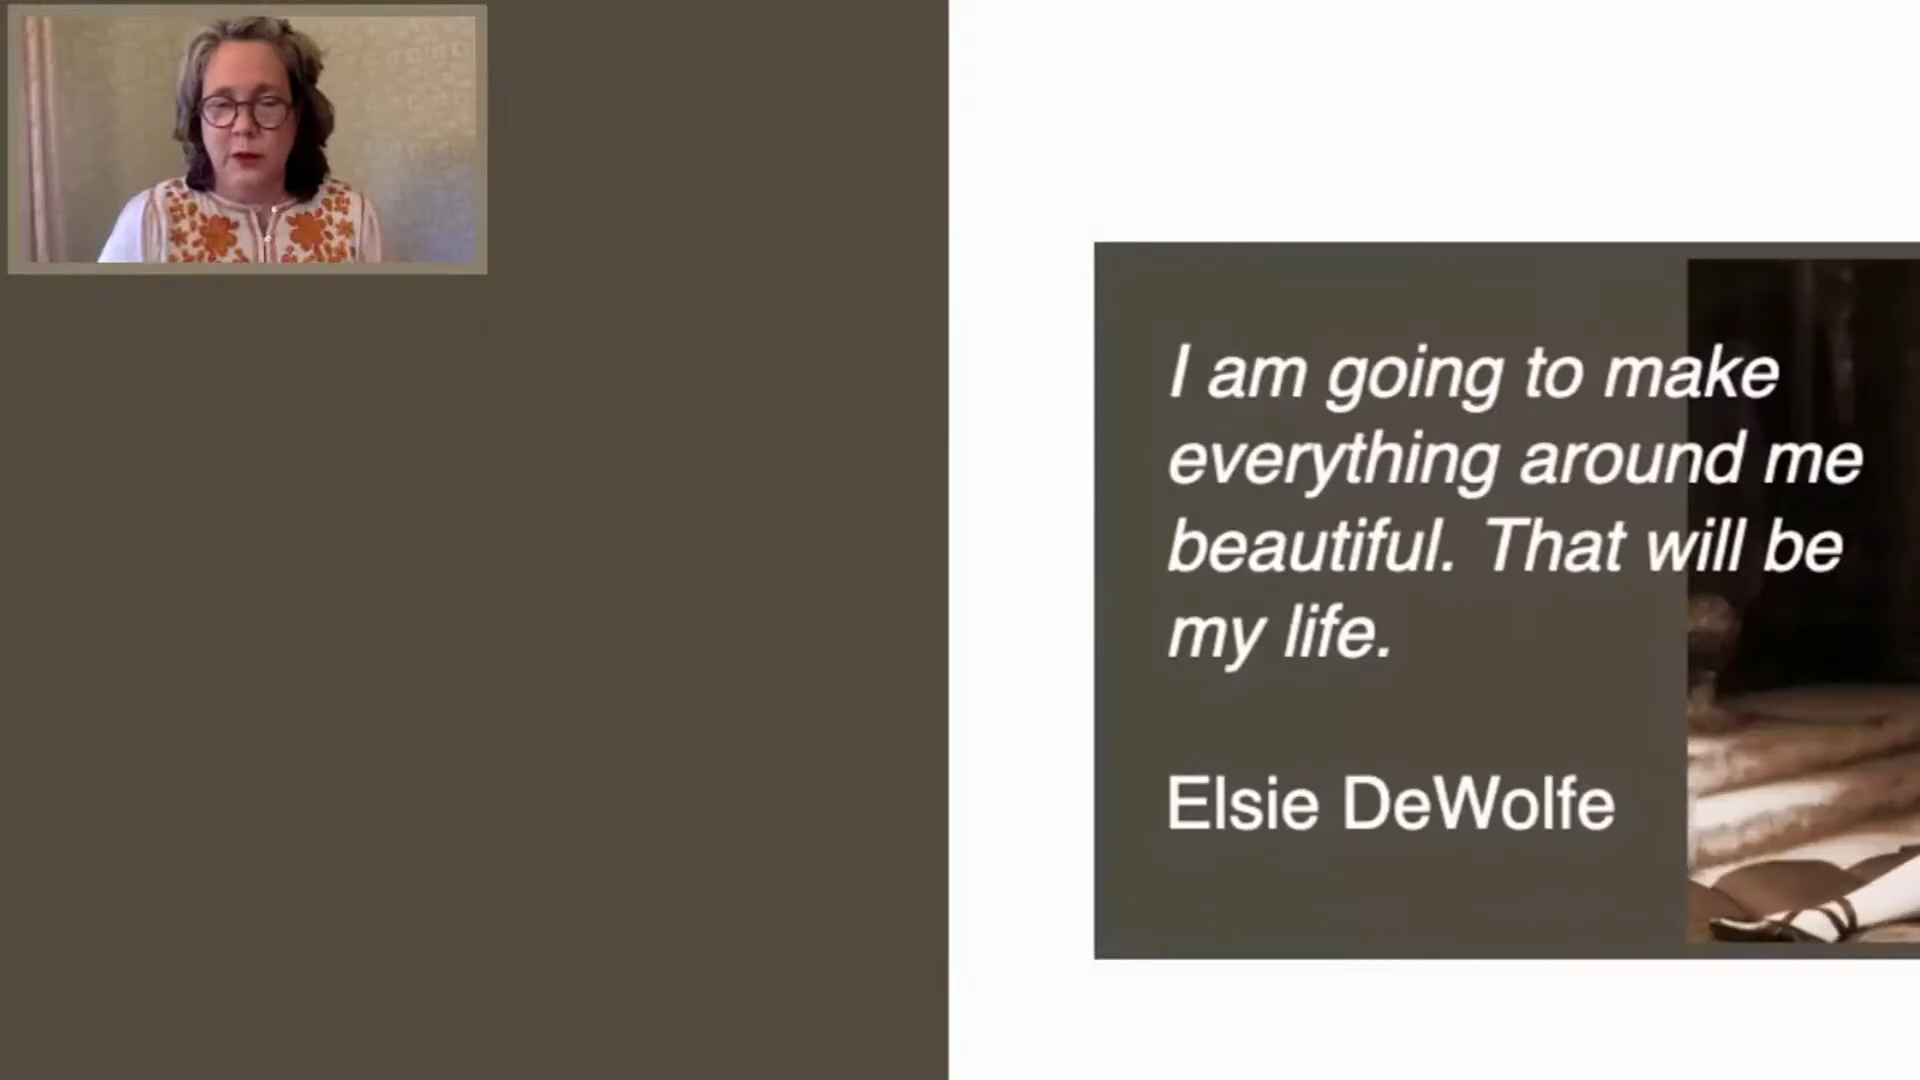 I am going to make
everything around me
beautiful. That will be
my life.
Elsie DeWolfe